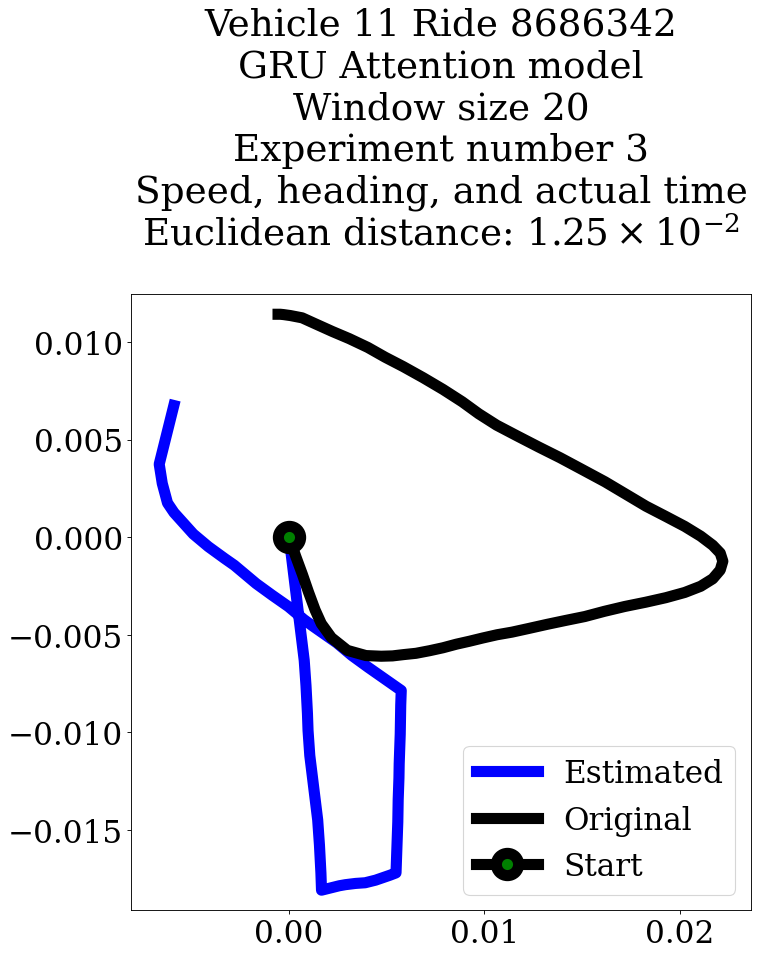 Vehicle 11 Ride 8686342
GRU Attention model
Window size 20
Experiment number 3
Speed, heading, and actual time
Euclidean distance: 1.25 × 10⁻²
0.010
0.005
0.000
−0.005
−0.010
−0.015
0.00 0.01 0.02
Estimated
Original
Start